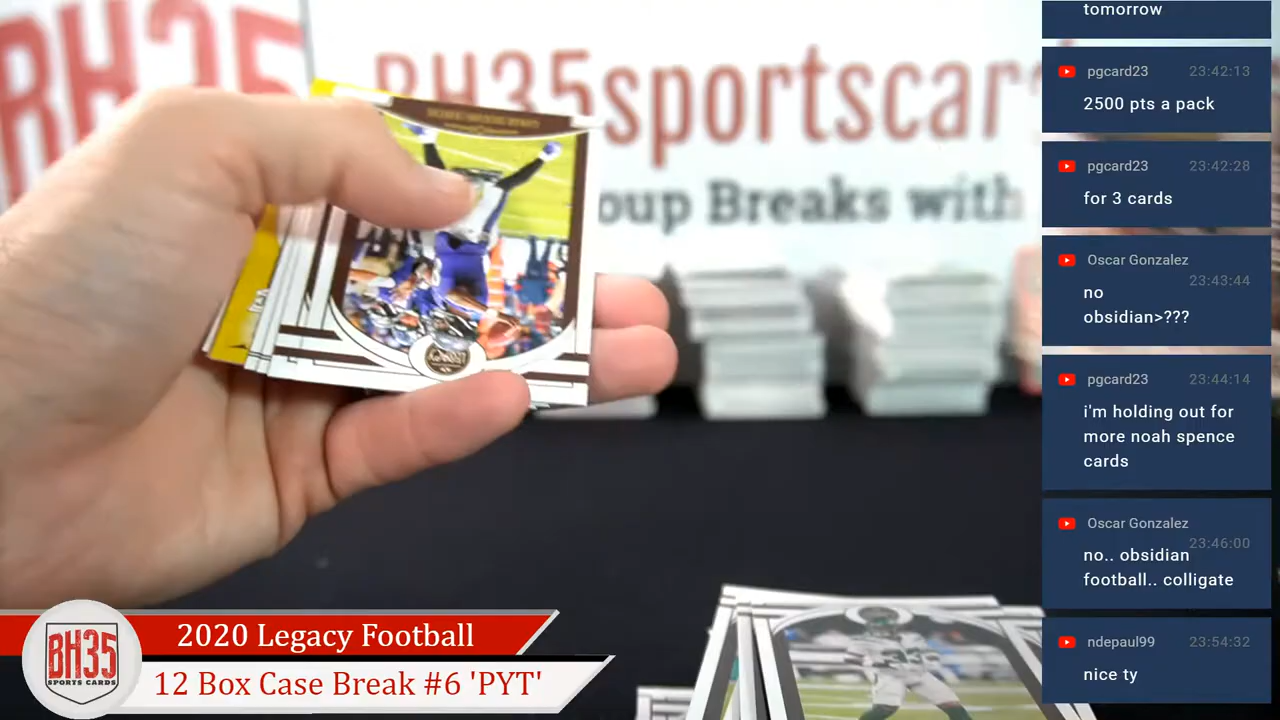 BH35
BH35sportscar
oup Breaks with
tomorrow
pgcard23 23:42:13
2500 pts a pack
pgcard23 23:42:28
for 3 cards
Oscar Gonzalez
23:43:44
no
obsidian>???
pgcard23 23:44:14
i'm holding out for
more noah spence
cards
Oscar Gonzalez
23:46:00
no.. obsidian
football.. colligate
ndepaul99 23:54:32
nice ty
BH35
SPORTS CARDS
2020 Legacy Football
12 Box Case Break #6 'PYT'